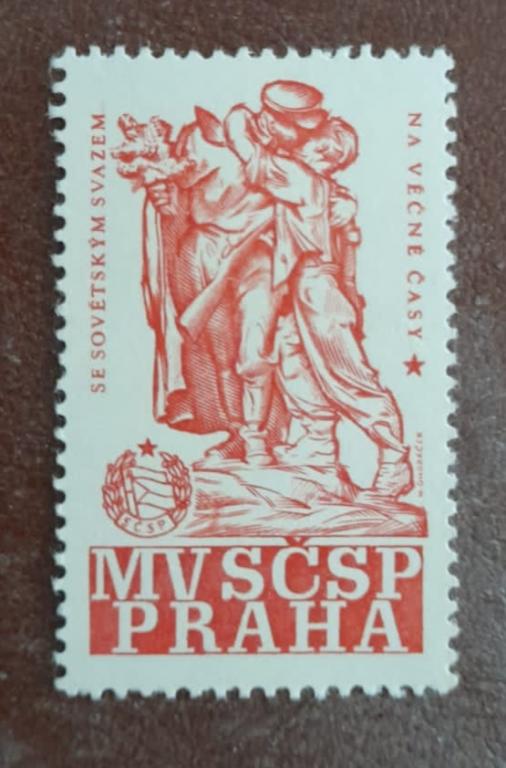 SE SOVĚTSKÝM SVAZEM
NA VĚČNÉ ČASY
SČSP
MV SČSP
PRAHA